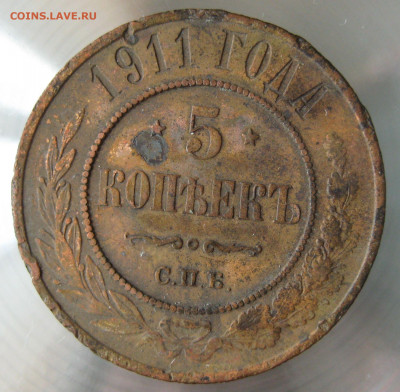 COINS.LAVE.RU
1911 ГОДА
5
КОПѢЕКЪ
С.П.Б.